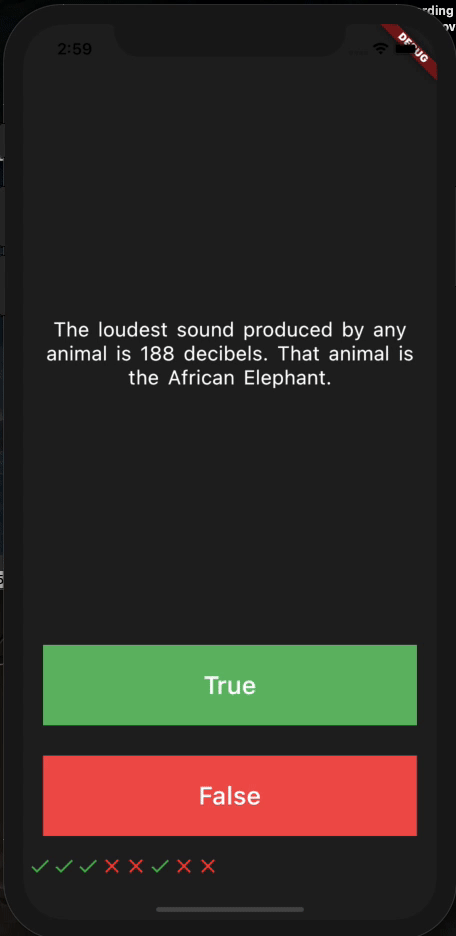 rding
ov
2:59
DEBUG
The loudest sound produced by any
animal is 188 decibels. That animal is
the African Elephant.
True
False